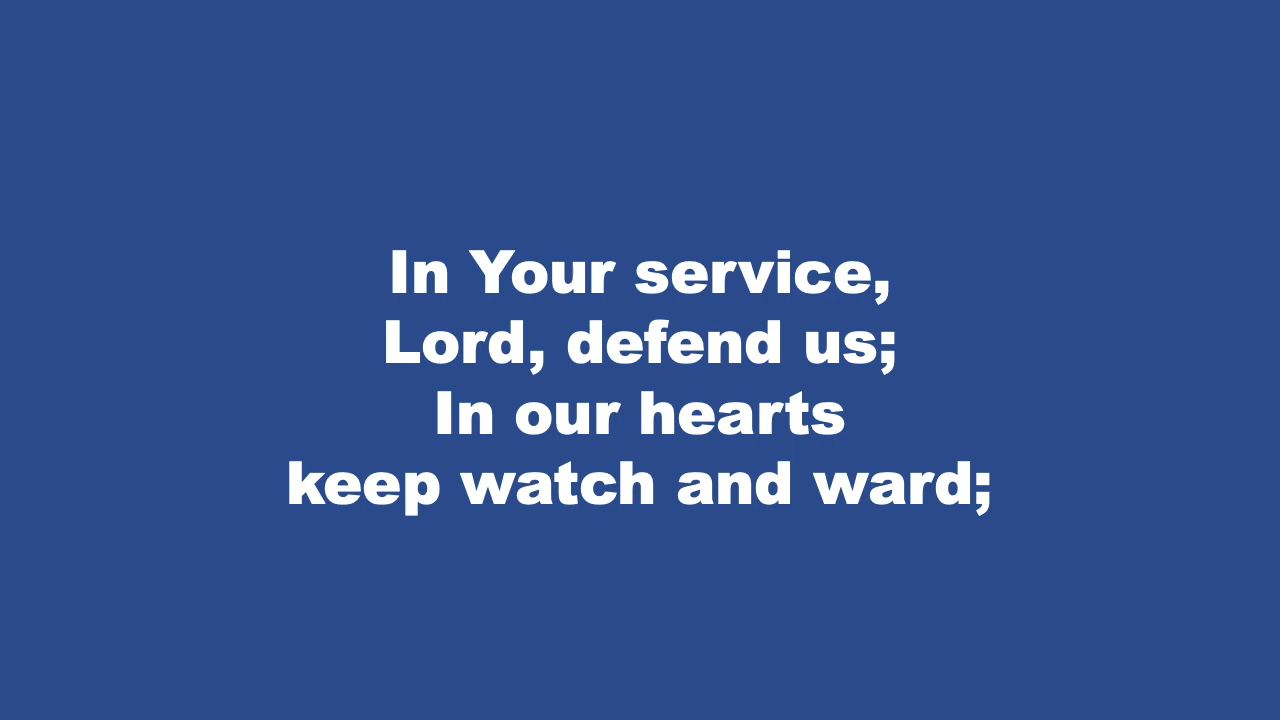 In Your service,
Lord, defend us;
In our hearts
keep watch and ward;